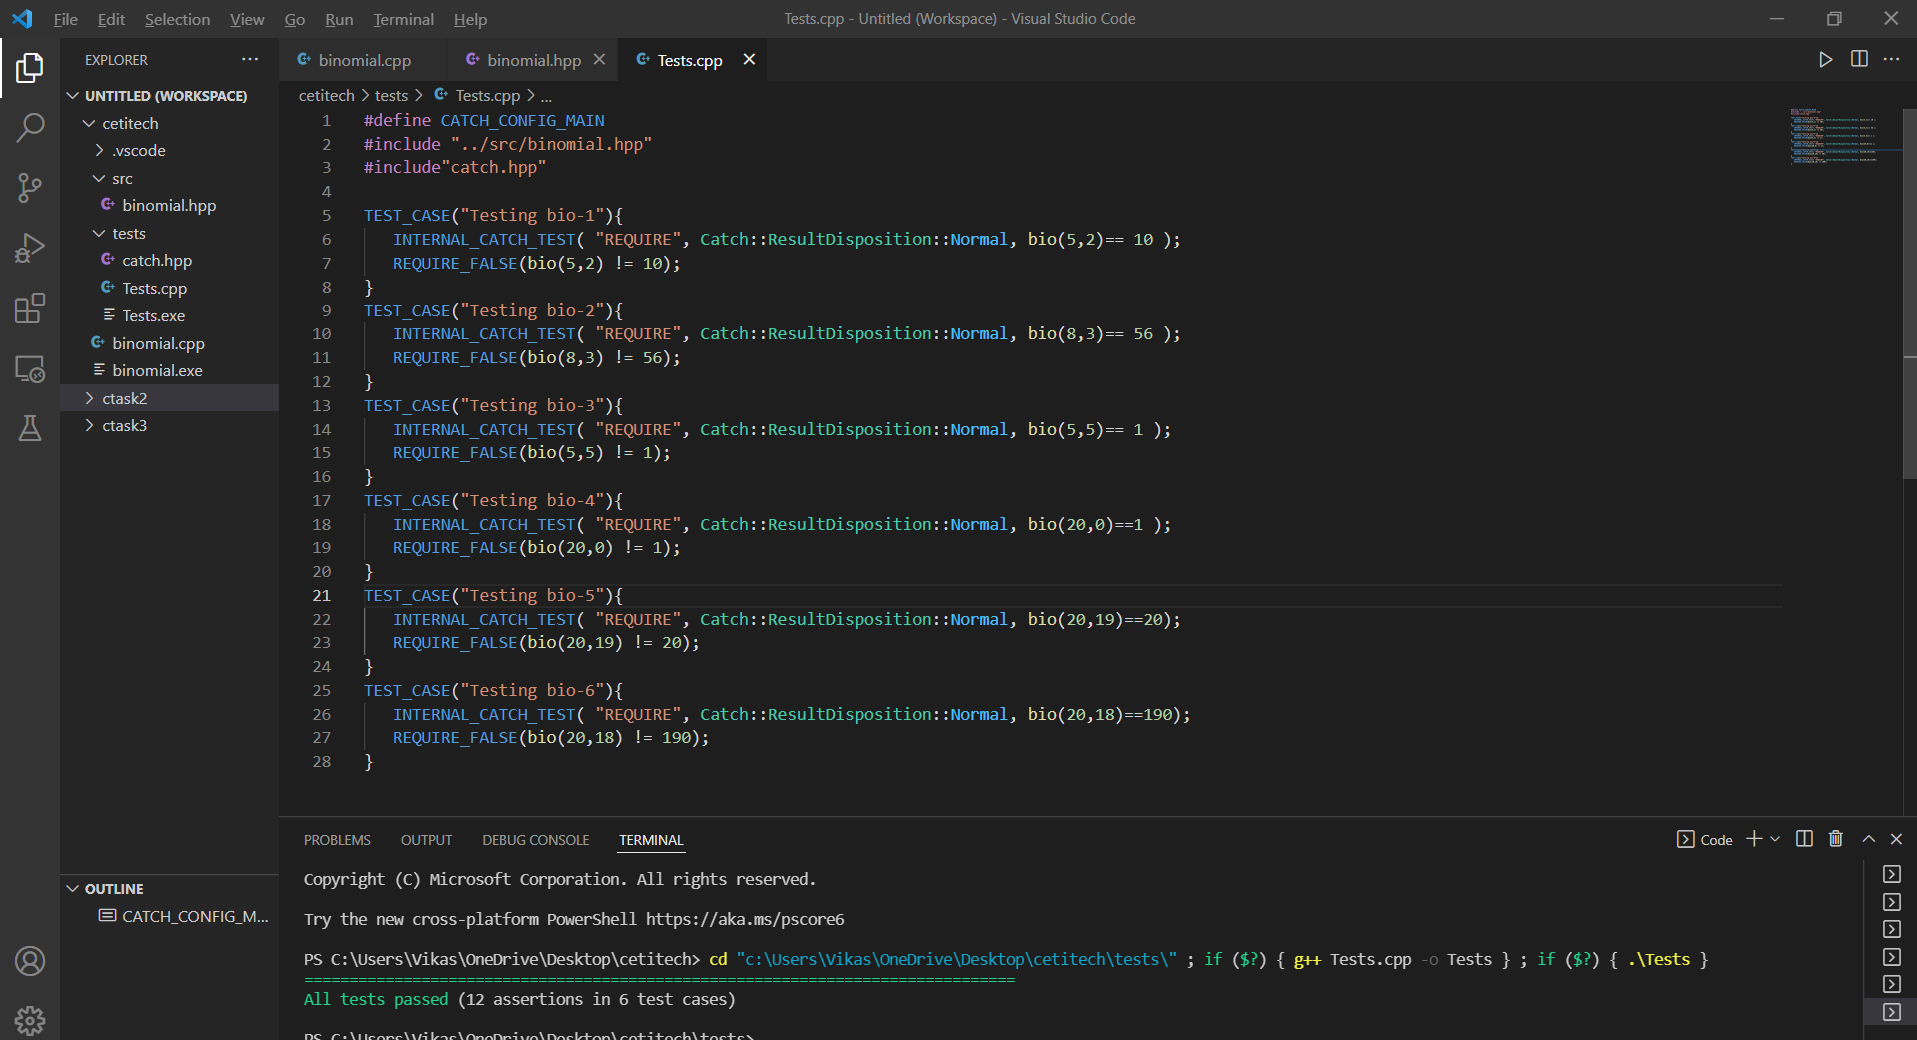 File Edit Selection View Go Run Terminal Help
Tests.cpp - Untitled (Workspace) - Visual Studio Code
EXPLORER
UNTITLED (WORKSPACE)
cetitech
.vscode
src
binomial.hpp
tests
catch.hpp
Tests.cpp
Tests.exe
binomial.cpp
binomial.exe
ctask2
ctask3
OUTLINE
CATCH_CONFIG_M...
binomial.cpp binomial.hpp Tests.cpp
cetitech > tests > Tests.cpp > ...
1 #define CATCH_CONFIG_MAIN
2 #include "../src/binomial.hpp"
3 #include"catch.hpp"
4
5 TEST_CASE("Testing bio-1"){
6 INTERNAL_CATCH_TEST( "REQUIRE", Catch::ResultDisposition::Normal, bio(5,2)== 10 );
7 REQUIRE_FALSE(bio(5,2) != 10);
8 }
9 TEST_CASE("Testing bio-2"){
10 INTERNAL_CATCH_TEST( "REQUIRE", Catch::ResultDisposition::Normal, bio(8,3)== 56 );
11 REQUIRE_FALSE(bio(8,3) != 56);
12 }
13 TEST_CASE("Testing bio-3"){
14 INTERNAL_CATCH_TEST( "REQUIRE", Catch::ResultDisposition::Normal, bio(5,5)== 1 );
15 REQUIRE_FALSE(bio(5,5) != 1);
16 }
17 TEST_CASE("Testing bio-4"){
18 INTERNAL_CATCH_TEST( "REQUIRE", Catch::ResultDisposition::Normal, bio(20,0)==1 );
19 REQUIRE_FALSE(bio(20,0) != 1);
20 }
21 TEST_CASE("Testing bio-5"){
22 INTERNAL_CATCH_TEST( "REQUIRE", Catch::ResultDisposition::Normal, bio(20,19)==20);
23 REQUIRE_FALSE(bio(20,19) != 20);
24 }
25 TEST_CASE("Testing bio-6"){
26 INTERNAL_CATCH_TEST( "REQUIRE", Catch::ResultDisposition::Normal, bio(20,18)==190);
27 REQUIRE_FALSE(bio(20,18) != 190);
28 }
PROBLEMS OUTPUT DEBUG CONSOLE TERMINAL
Code
Copyright (C) Microsoft Corporation. All rights reserved.
Try the new cross-platform PowerShell https://aka.ms/pscore6
PS C:\Users\Vikas\OneDrive\Desktop\cetitech> cd "c:\Users\Vikas\OneDrive\Desktop\cetitech\tests\" ; if ($?) { g++ Tests.cpp -o Tests } ; if ($?) { .\Tests }
===============================================================================
All tests passed (12 assertions in 6 test cases)
PS C:\Users\Vikas\OneDrive\Desktop\cetitech\tests>